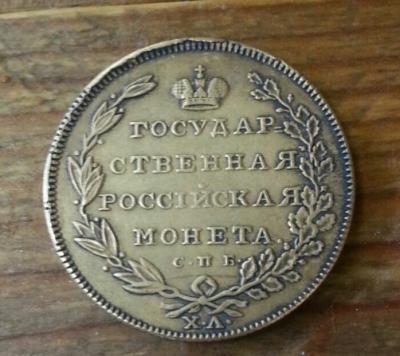 ГОСУДАР
СТВЕННАЯ
РОССІЙСКАЯ
МОНЕТА.
С. П Б.
Х.Л.